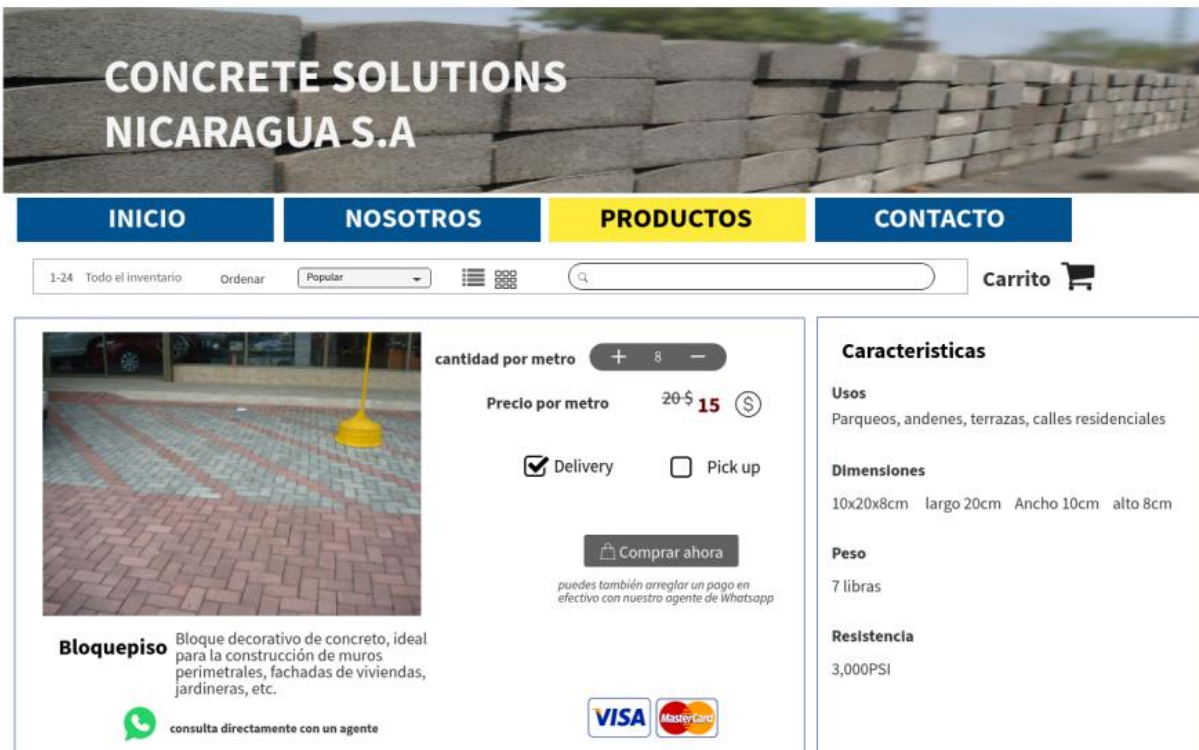 CONCRETE SOLUTIONS
NICARAGUA S.A
INICIO
NOSOTROS
PRODUCTOS
CONTACTO
1-24 Todo el inventario
Ordenar
Popular
Carrito
cantidad por metro
+ 8 −
Precio por metro
20 $ 15 $
Delivery
Pick up
Comprar ahora
puedes también arreglar un pago en
efectivo con nuestro agente de Whatsapp
Bloquepiso
Bloque decorativo de concreto, ideal
para la construcción de muros
perimetrales, fachadas de viviendas,
jardineras, etc.
consulta directamente con un agente
VISA
MasterCard
Caracteristicas
Usos
Parqueos, andenes, terrazas, calles residenciales
Dimensiones
10x20x8cm largo 20cm Ancho 10cm alto 8cm
Peso
7 libras
Resistencia
3,000PSI